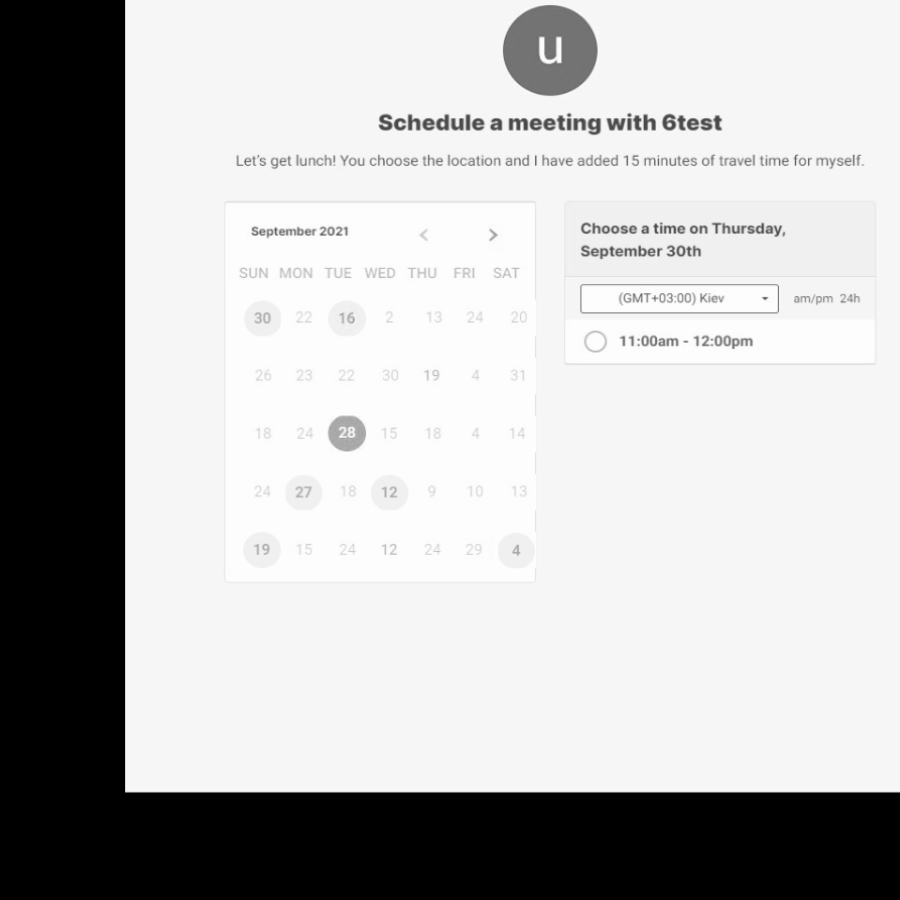 u
Schedule a meeting with 6test
Let's get lunch! You choose the location and I have added 15 minutes of travel time for myself.
September 2021 < >
SUN MON TUE WED THU FRI SAT
30 22 16 2 13 24 20
26 23 22 30 19 4 31
18 24 28 15 18 4 14
24 27 18 12 9 10 13
19 15 24 12 24 29 4
Choose a time on Thursday,
September 30th
(GMT+03:00) Kiev am/pm 24h
11:00am - 12:00pm